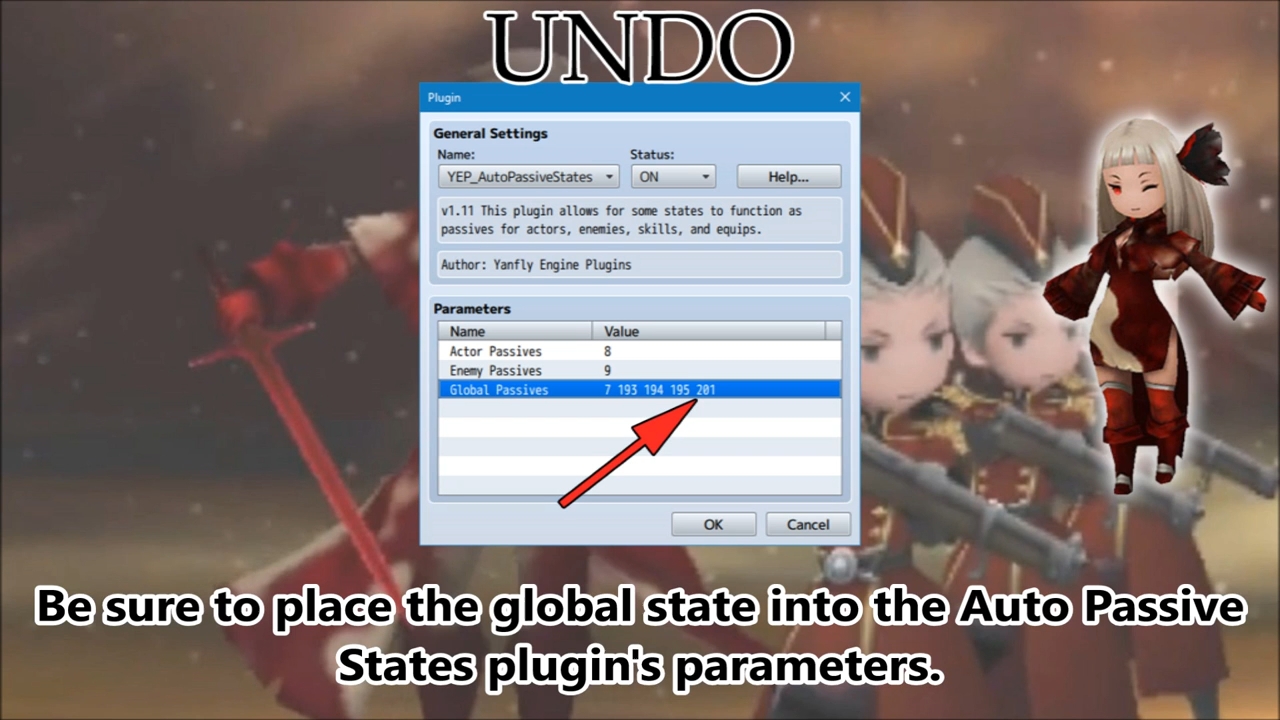 UNDO
Plugin
General Settings
Name:
Status:
YEP_AutoPassiveStates
ON
Help...
v1.11 This plugin allows for some states to function as
passives for actors, enemies, skills, and equips.
Author: Yanfly Engine Plugins
Parameters
Name Value
Actor Passives 8
Enemy Passives 9
Global Passives 7 193 194 195 201
OK
Cancel
Be sure to place the global state into the Auto Passive
States plugin's parameters.